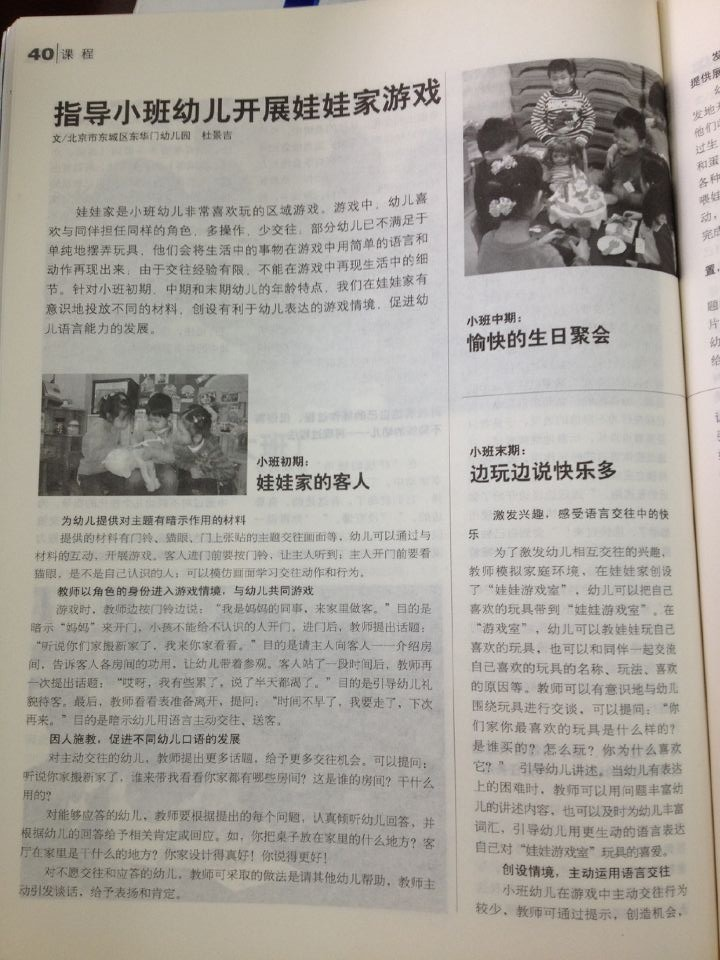 40 课程
指导小班幼儿开展娃娃家游戏
文/北京市东城区东华门幼儿园 杜景吉
娃娃家是小班幼儿非常喜欢玩的区域游戏。游戏中，幼儿喜
欢与同伴担任同样的角色，多操作，少交往，部分幼儿已不满足于
单纯地摆弄玩具，他们会将生活中的事物在游戏中用简单的语言和
动作再现出来，由于交往经验有限，不能在游戏中再现生活中的细
节。针对小班初期、中期和末期幼儿的年龄特点，我们在娃娃家有
意识地投放不同的材料，创设有利于幼儿表达的游戏情境，促进幼
儿语言能力的发展。
小班初期：
娃娃家的客人
为幼儿提供对主题有暗示作用的材料
提供的材料有门铃、猫眼、门上张贴的主题交往画面等，幼儿可以通过与
材料的互动，开展游戏。客人进门前要按门铃，让主人听到；主人开门前要看
猫眼，是不是自己认识的人；可以模仿画面学习交往动作和行为。
教师以角色的身份进入游戏情境，与幼儿共同游戏
游戏时，教师边按门铃边说：“我是妈妈的同事，来家里做客。”目的是
暗示“妈妈”来开门，小孩不能给不认识的人开门。进门后，教师提出话题：
“听说你们家搬新家了，我来你家看看。”目的是请主人向客人一一介绍房
间，告诉客人各房间的功用，让幼儿带着参观。客人站了一段时间后，教师再
一次提出话题：“哎呀，我有些累了，说了半天都渴了。”目的是引导幼儿礼
貌待客。最后，教师看看表准备离开，提问：“时间不早了，我要走了，下次
再来。”目的是暗示幼儿用语言主动交往、送客。
因人施教，促进不同幼儿口语的发展
对主动交往的幼儿，教师提出更多话题，给予更多交往机会。可以提问：
听说你家搬新家了，谁来带我看看你家都有哪些房间？这是谁的房间？干什么
用的？
对能够应答的幼儿，教师要根据提出的每个问题，认真倾听幼儿回答，并
根据幼儿的回答给予相关肯定或回应。如，你把桌子放在家里的什么地方？客
厅在家里是干什么的地方？你家设计得真好！你说得更好！
对不愿交往和应答的幼儿，教师可采取的做法是请其他幼儿帮助，教师主
动引发谈话，给予表扬和肯定。
小班中期：
愉快的生日聚会
小班末期：
边玩边说快乐多
激发兴趣，感受语言交往中的快
乐
为了激发幼儿相互交往的兴趣，
教师模拟家庭环境，在娃娃家创设
了“娃娃游戏室”，幼儿可以把自己
喜欢的玩具带到“娃娃游戏室”。在
“游戏室”，幼儿可以教娃娃玩自己
喜欢的玩具，也可以和同伴一起交流
自己喜欢的玩具的名称、玩法、喜欢
的原因等。教师可以有意识地与幼儿
围绕玩具进行交谈，可以提问：“你
们家你最喜欢的玩具是什么样的？
是谁买的？怎么玩？你为什么喜欢
它？”引导幼儿讲述。当幼儿有表达
上的困难时，教师可以用问题丰富幼
儿的讲述内容，也可以及时为幼儿丰富
词汇，引导幼儿用更生动的语言表达
自己对“娃娃游戏室”玩具的喜爱。
创设情境，主动运用语言交往
小班幼儿在游戏中主动交往行为
较少，教师可通过提示，创造机会，
发
提供展
发地
他们
过生
和蛋
各种
喂娃
动，
完成
置、
题
片
幼
给